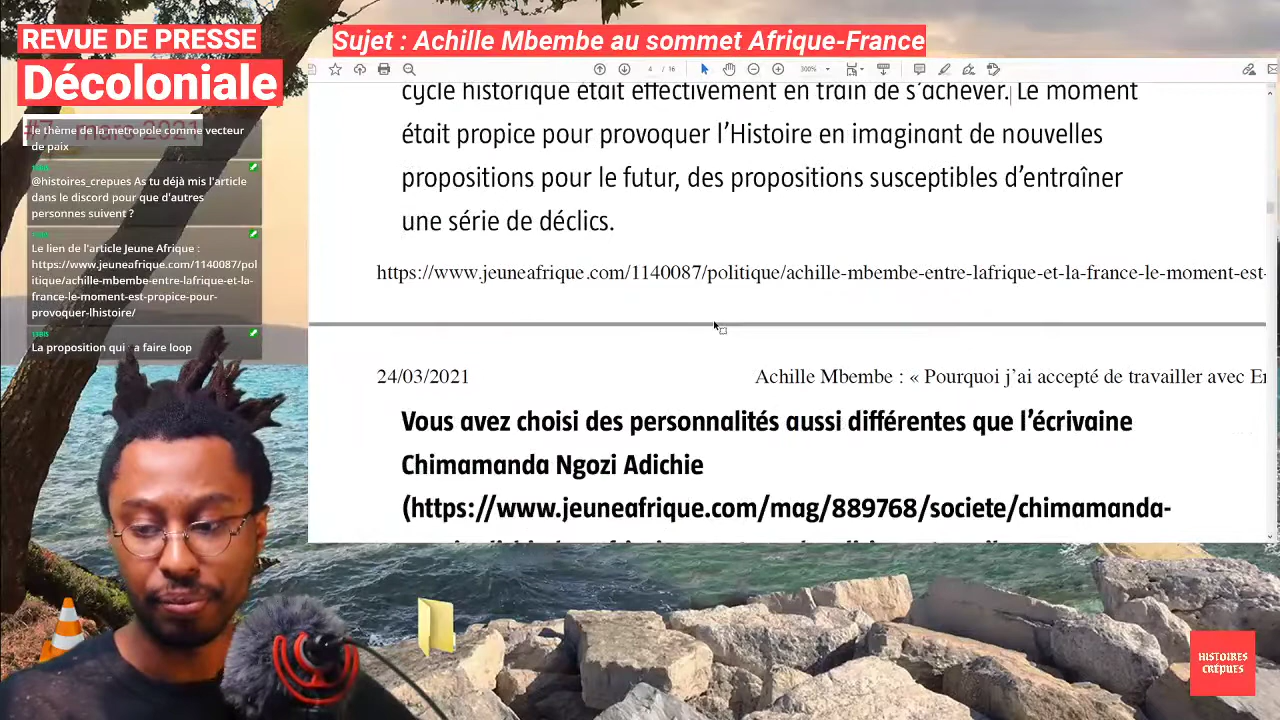 REVUE DE PRESSE
Décoloniale
Sujet : Achille Mbembe au sommet Afrique-France
4 / 16
300%
#7 - mars 2021
le thème de la metropole comme vecteur
de paix
@histoires_crepues As tu déjà mis l'article
dans le discord pour que d'autres
personnes suivent ?
Le lien de l'article Jeune Afrique :
https://www.jeuneafrique.com/1140087/pol
itique/achille-mbembe-entre-lafrique-et-la-
france-le-moment-est-propice-pour-
provoquer-lhistoire/
La proposition qui a faire loop
cycle historique était effectivement en train de s’achever. Le moment
était propice pour provoquer l’Histoire en imaginant de nouvelles
propositions pour le futur, des propositions susceptibles d’entraîner
une série de déclics.
https://www.jeuneafrique.com/1140087/politique/achille-mbembe-entre-lafrique-et-la-france-le-moment-est-
24/03/2021
Achille Mbembe : « Pourquoi j’ai accepté de travailler avec Em
Vous avez choisi des personnalités aussi différentes que l’écrivaine
Chimamanda Ngozi Adichie
(https://www.jeuneafrique.com/mag/889768/societe/chimamanda-
HISTOIRES
CRÉPUES